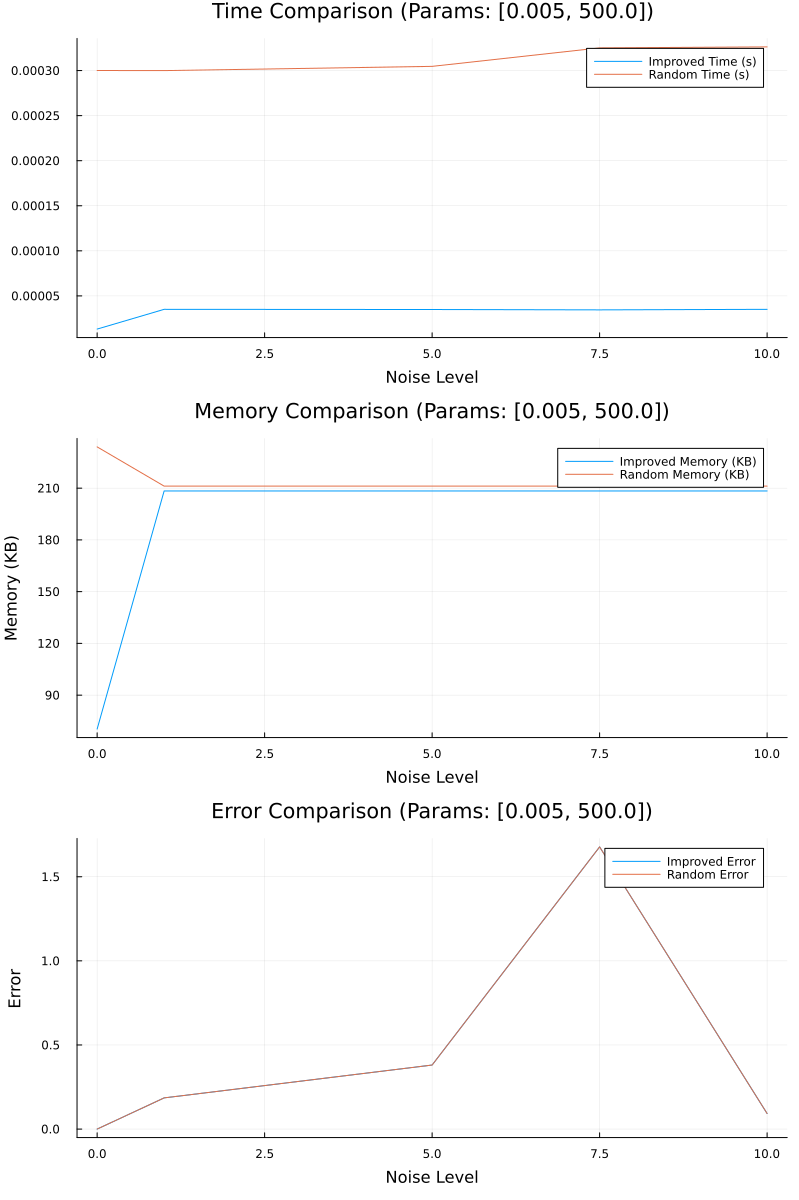 Time Comparison (Params: [0.005, 500.0])
0.00030
0.00025
0.00020
0.00015
0.00010
0.00005
Improved Time (s)
Random Time (s)
0.0 2.5 5.0 7.5 10.0
Noise Level
Memory Comparison (Params: [0.005, 500.0])
Memory (KB)
210
180
150
120
90
Improved Memory (KB)
Random Memory (KB)
0.0 2.5 5.0 7.5 10.0
Noise Level
Error Comparison (Params: [0.005, 500.0])
Error
1.5
1.0
0.5
0.0
Improved Error
Random Error
0.0 2.5 5.0 7.5 10.0
Noise Level